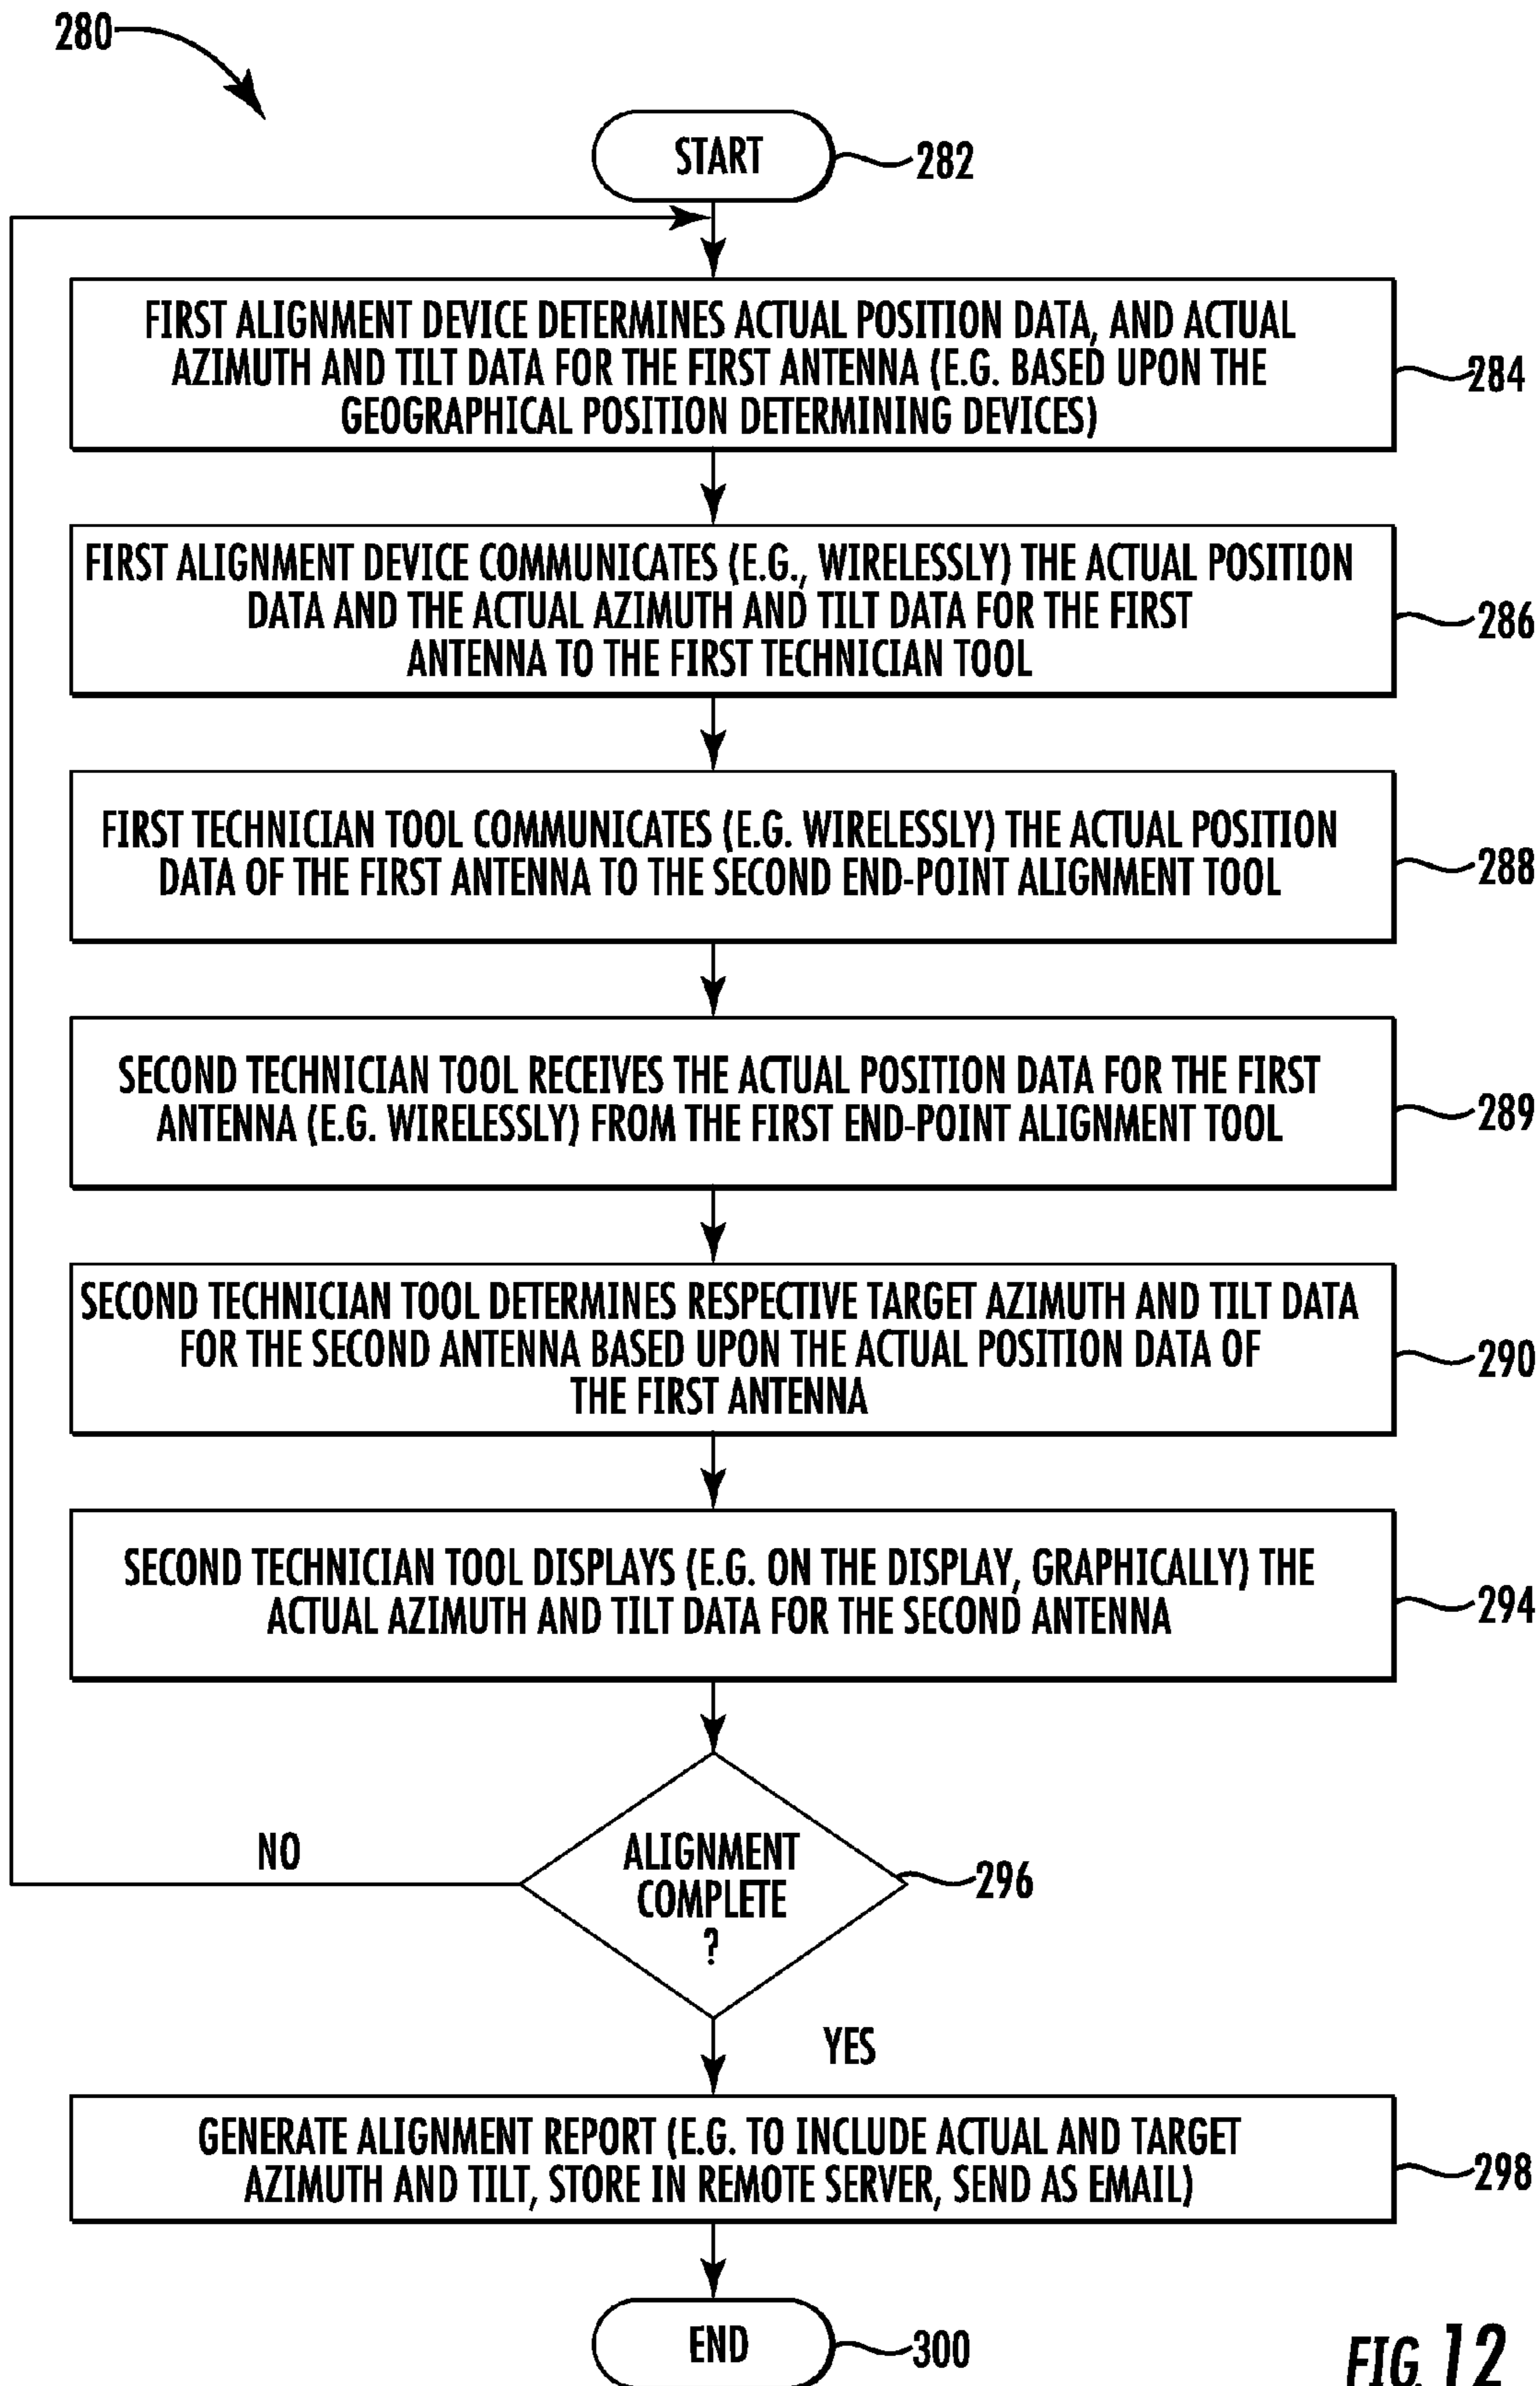 280
START
282
FIRST ALIGNMENT DEVICE DETERMINES ACTUAL POSITION DATA, AND ACTUAL
AZIMUTH AND TILT DATA FOR THE FIRST ANTENNA (E.G. BASED UPON THE
GEOGRAPHICAL POSITION DETERMINING DEVICES)
284
FIRST ALIGNMENT DEVICE COMMUNICATES (E.G., WIRELESSLY) THE ACTUAL POSITION
DATA AND THE ACTUAL AZIMUTH AND TILT DATA FOR THE FIRST
ANTENNA TO THE FIRST TECHNICIAN TOOL
286
FIRST TECHNICIAN TOOL COMMUNICATES (E.G. WIRELESSLY) THE ACTUAL POSITION
DATA OF THE FIRST ANTENNA TO THE SECOND END-POINT ALIGNMENT TOOL
288
SECOND TECHNICIAN TOOL RECEIVES THE ACTUAL POSITION DATA FOR THE FIRST
ANTENNA (E.G. WIRELESSLY) FROM THE FIRST END-POINT ALIGNMENT TOOL
289
SECOND TECHNICIAN TOOL DETERMINES RESPECTIVE TARGET AZIMUTH AND TILT DATA
FOR THE SECOND ANTENNA BASED UPON THE ACTUAL POSITION DATA OF
THE FIRST ANTENNA
290
SECOND TECHNICIAN TOOL DISPLAYS (E.G. ON THE DISPLAY, GRAPHICALLY) THE
ACTUAL AZIMUTH AND TILT DATA FOR THE SECOND ANTENNA
294
NO
ALIGNMENT
COMPLETE
?
296
YES
GENERATE ALIGNMENT REPORT (E.G. TO INCLUDE ACTUAL AND TARGET
AZIMUTH AND TILT, STORE IN REMOTE SERVER, SEND AS EMAIL)
298
END
300
FIG. 12